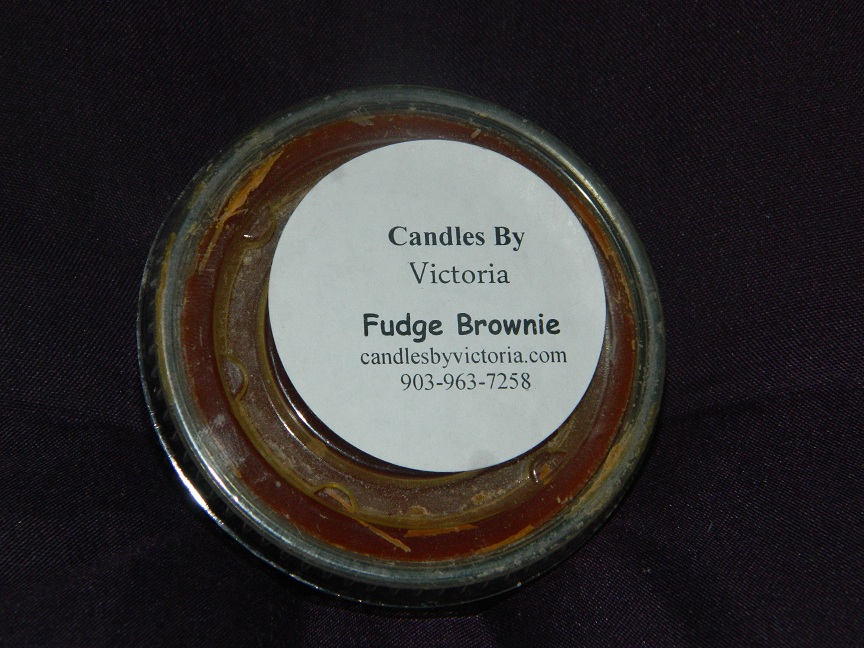 Candles By
Victoria
Fudge Brownie
candlesbyvictoria.com
903-963-7258